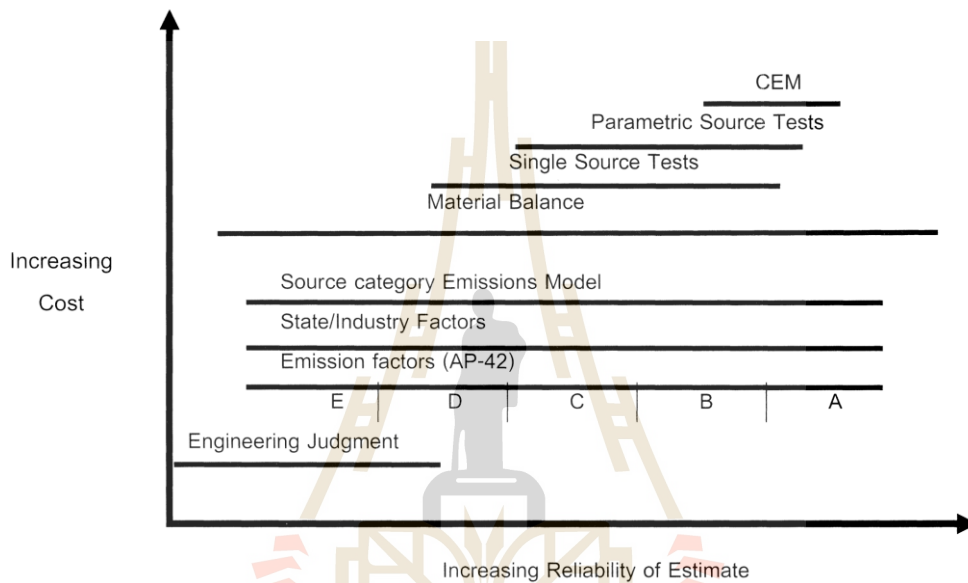 CEM
Parametric Source Tests
Single Source Tests
Material Balance
Increasing
Cost
Source category Emissions Model
State/Industry Factors
Emission factors (AP-42)
E D C B A
Engineering Judgment
Increasing Reliability of Estimate